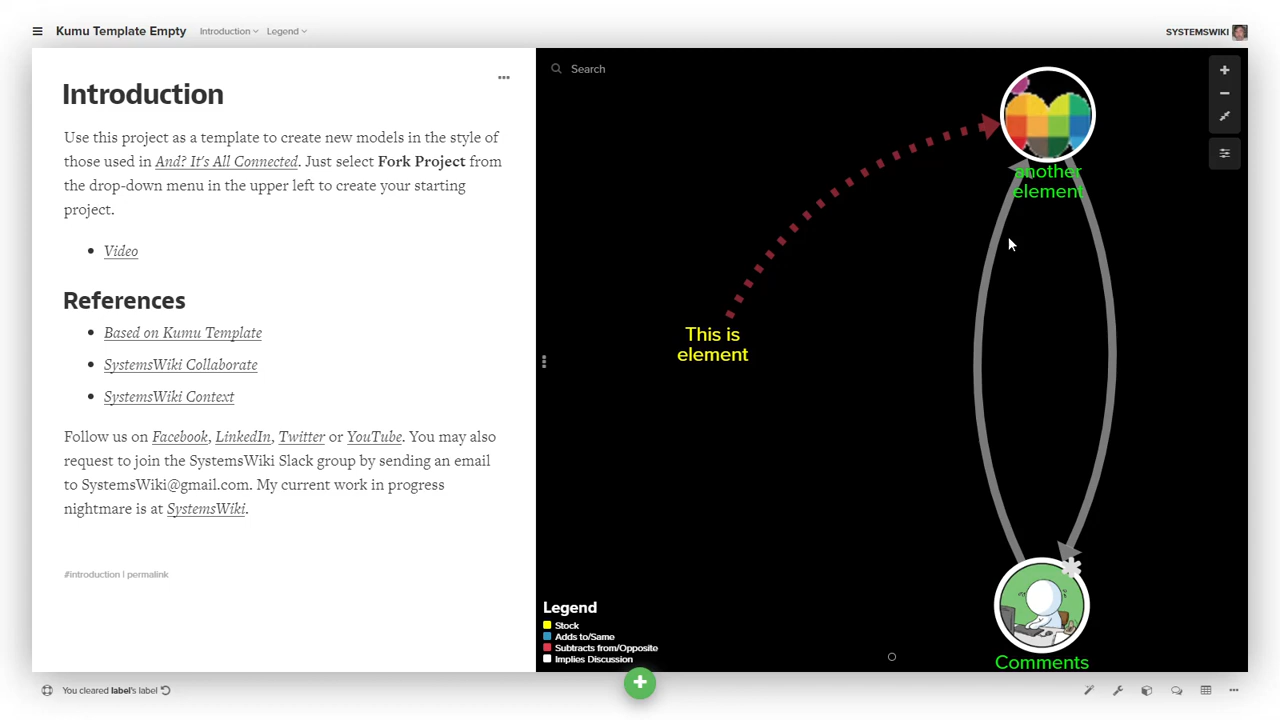 Kumu Template Empty
Introduction
Legend
SYSTEMSWIKI
Introduction
Use this project as a template to create new models in the style of
those used in And? It's All Connected. Just select Fork Project from
the drop-down menu in the upper left to create your starting
project.
Video
References
Based on Kumu Template
SystemsWiki Collaborate
SystemsWiki Context
Follow us on Facebook, LinkedIn, Twitter or YouTube. You may also
request to join the SystemsWiki Slack group by sending an email
to SystemsWiki@gmail.com. My current work in progress
nightmare is at SystemsWiki.
#introduction | permalink
Search
another
element
This is
element
Comments
Legend
Stock
Adds to/Same
Subtracts from/Opposite
Implies Discussion
You cleared label's label